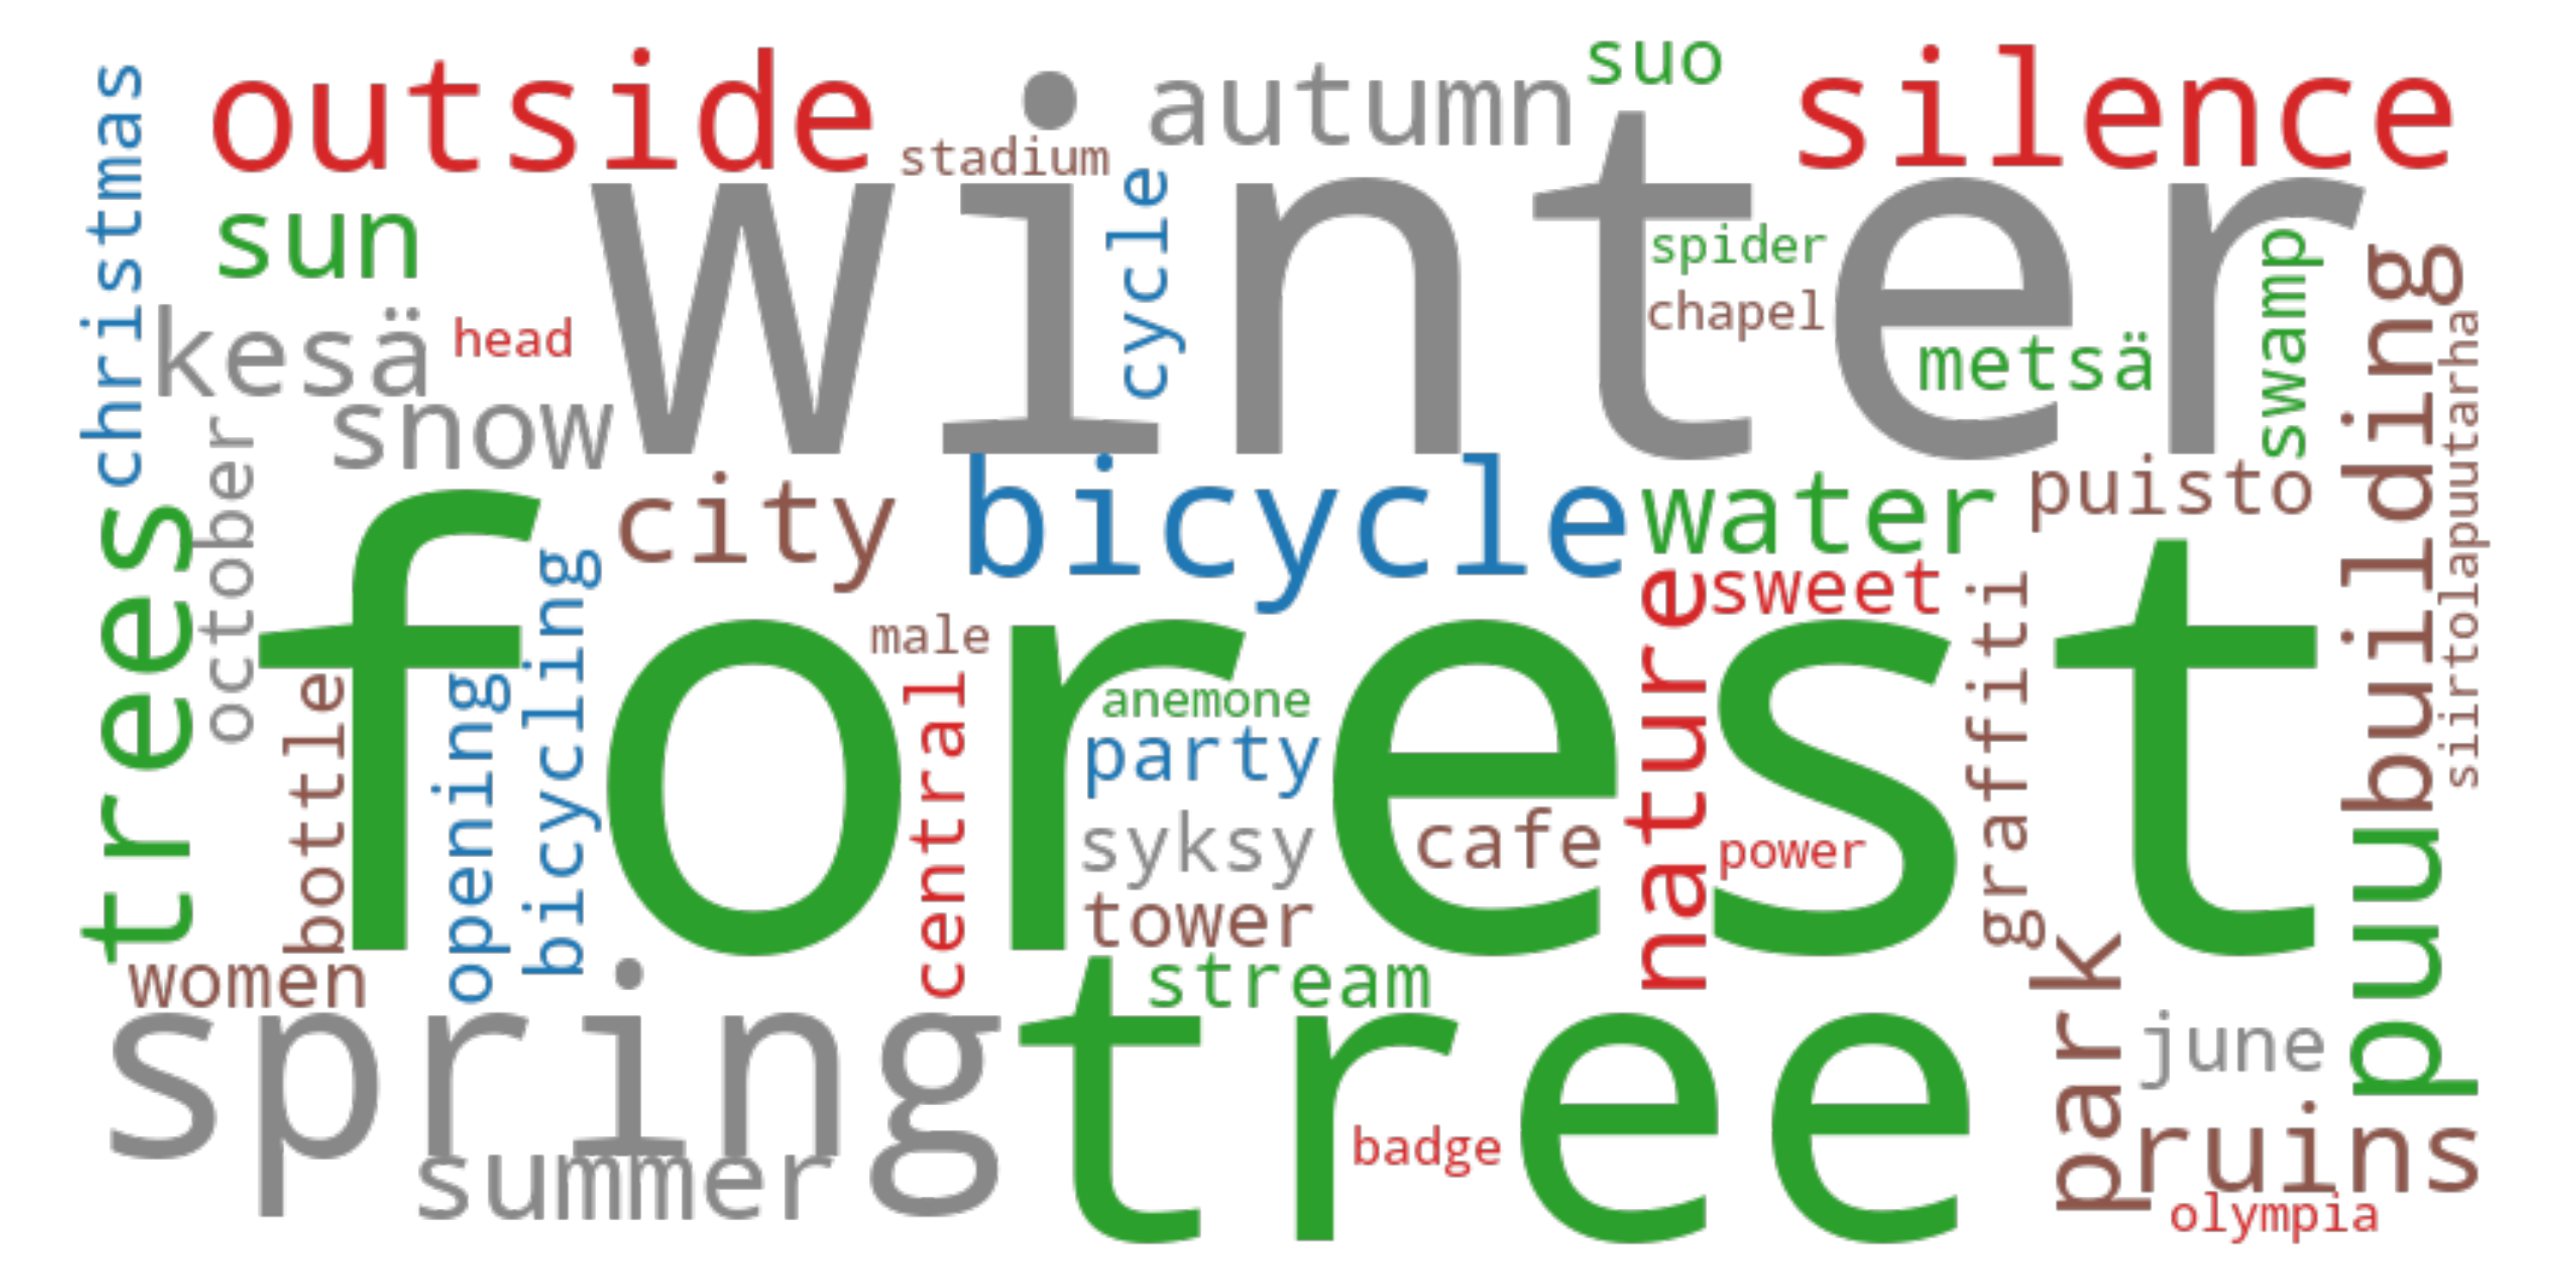 christmas
outside
autumn
suo
silence
stadium
winter
cycle
sun
spider
swamp
kesä
head
chapel
metsä
building
siirtolapuutarha
snow
october
city
bicycle
water
puisto
trees
forest
bicycling
nature
sweet
graffiti
male
bottle
opening
central
anemone
party
syksy
cafe
power
puu
tower
women
stream
park
spring
tree
june
summer
badge
ruins
olympia